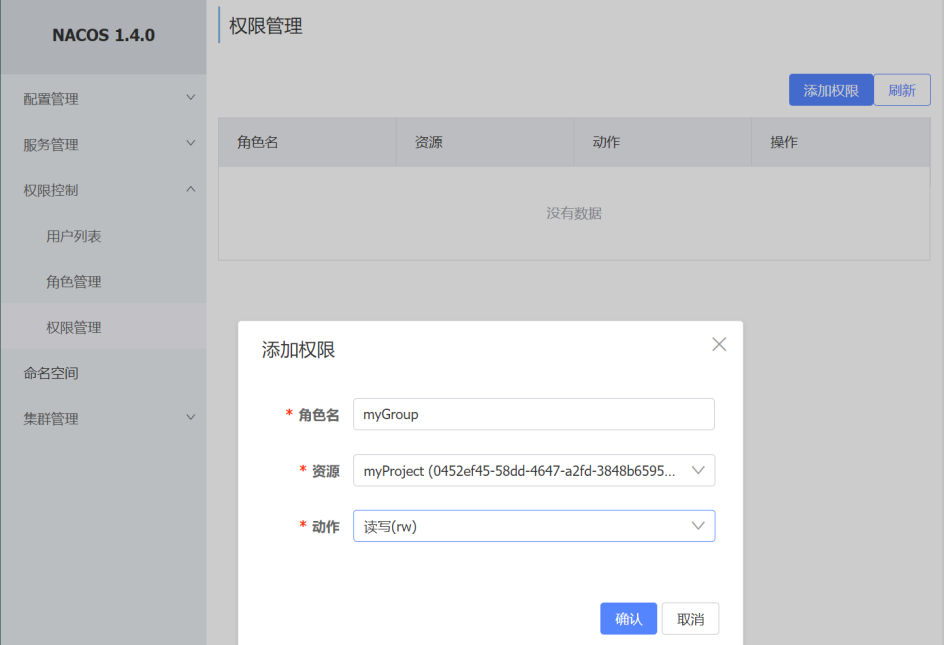 NACOS 1.4.0
配置管理
服务管理
权限控制
用户列表
角色管理
权限管理
命名空间
集群管理
权限管理
添加权限 刷新
角色名 资源 动作 操作
没有数据
添加权限
* 角色名 myGroup
* 资源 myProject (0452ef45-58dd-4647-a2fd-3848b6595...
* 动作 读写(rw)
确认 取消